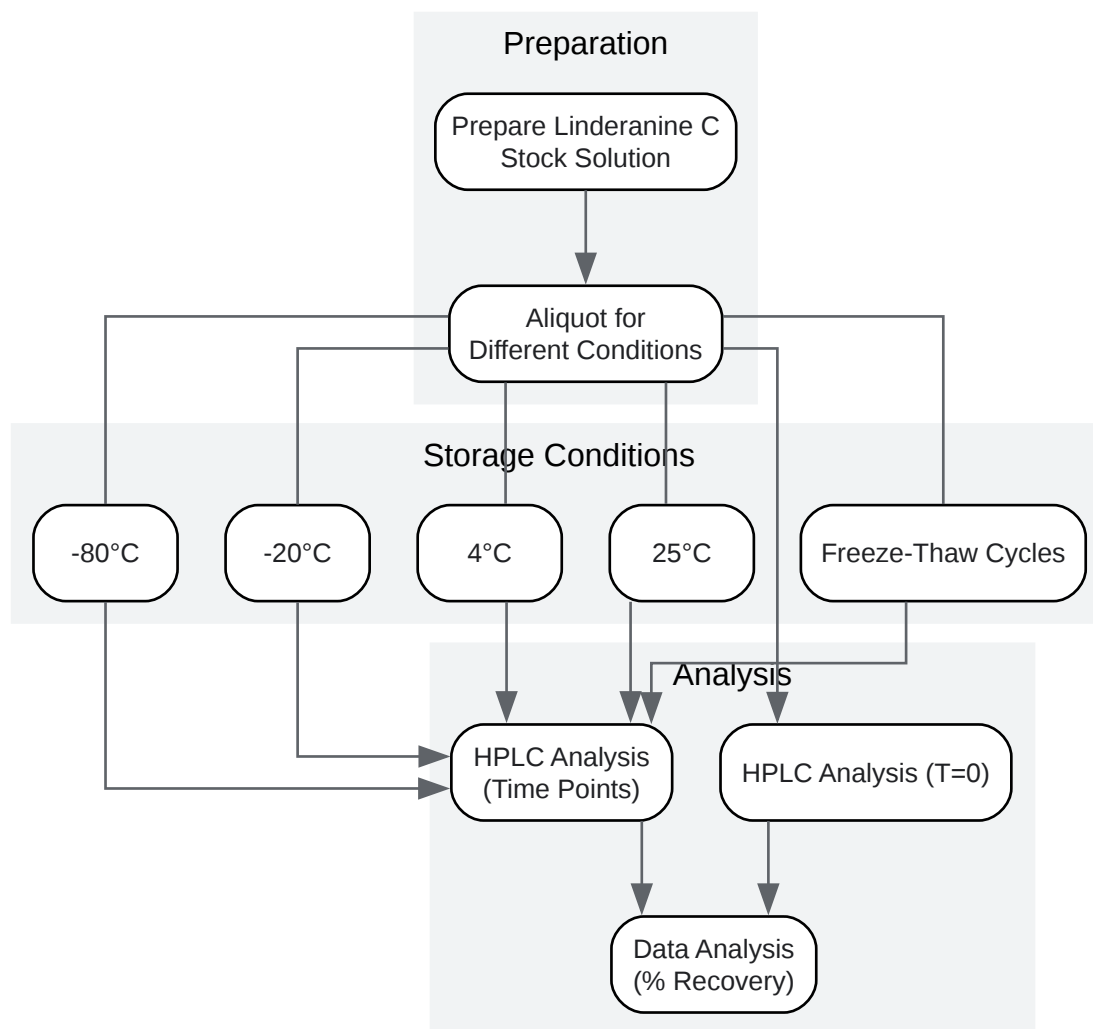 Preparation
Prepare Linderanine C
Stock Solution
Aliquot for
Different Conditions
Storage Conditions
-80°C
-20°C
4°C
25°C
Freeze-Thaw Cycles
Analysis
HPLC Analysis
(Time Points)
HPLC Analysis (T=0)
Data Analysis
(% Recovery)